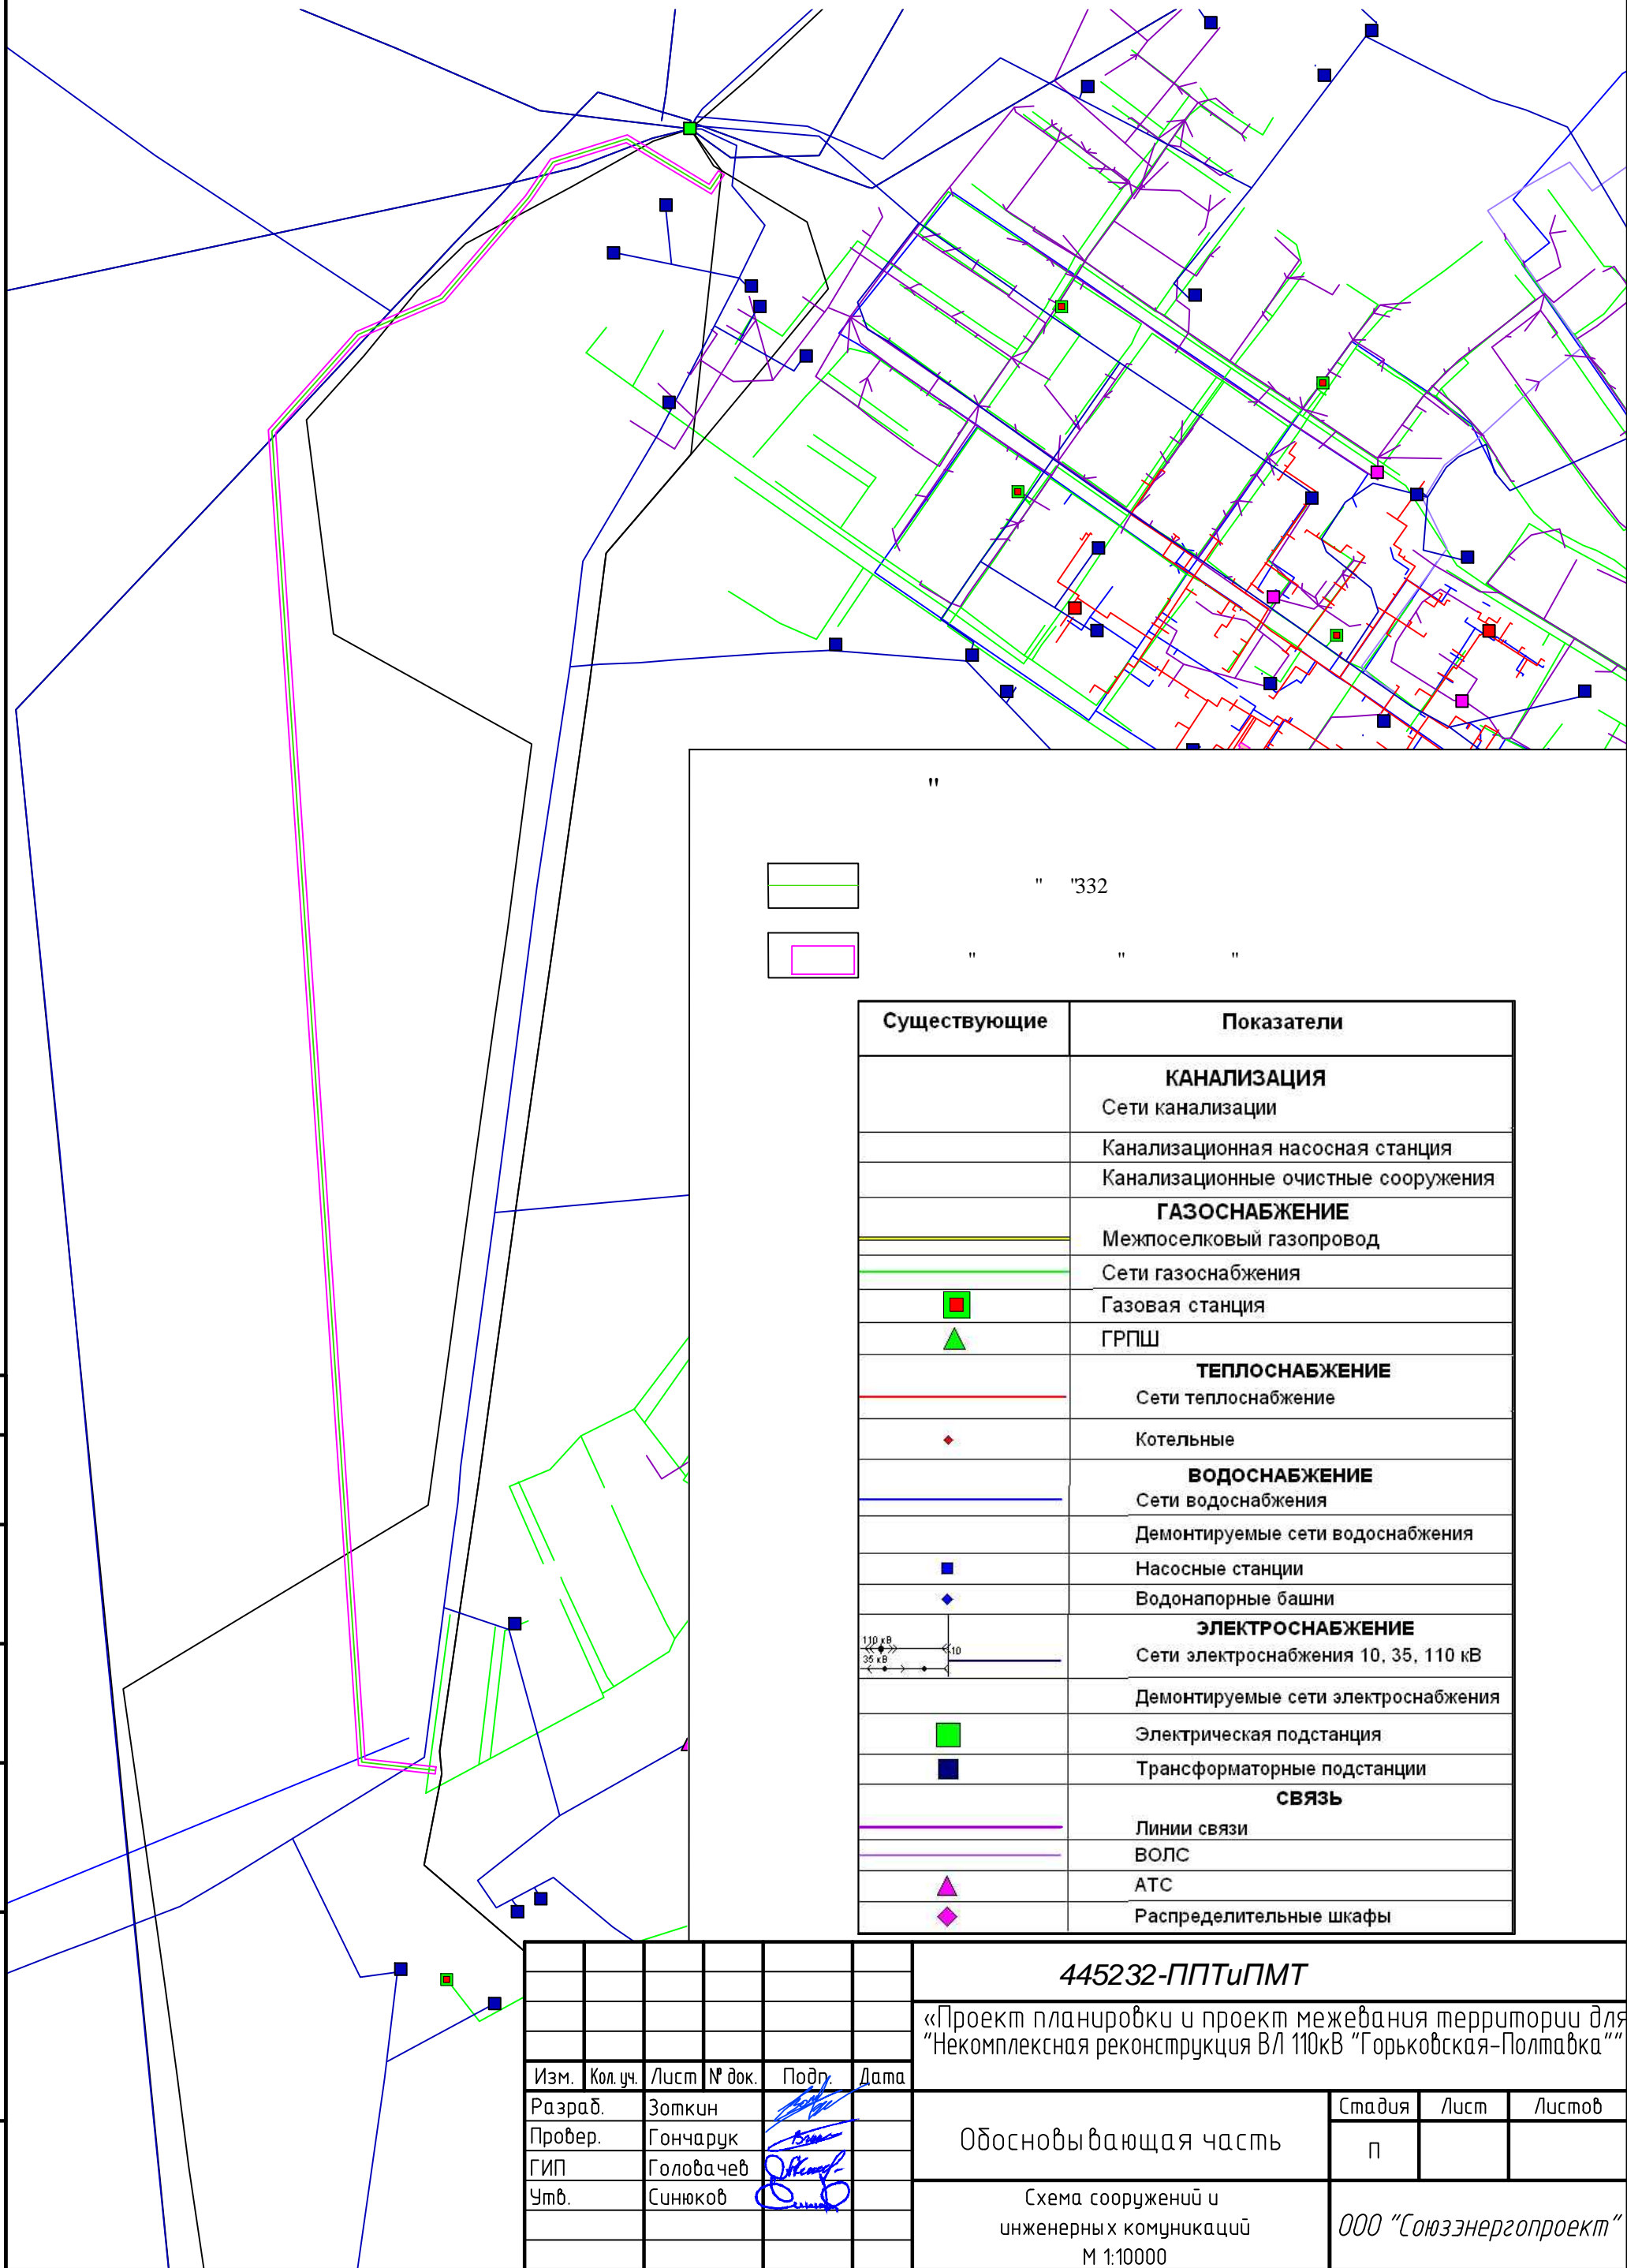 "
" "332
" " "
Существующие Показатели
КАНАЛИЗАЦИЯ
Сети канализации
Канализационная насосная станция
Канализационные очистные сооружения
ГАЗОСНАБЖЕНИЕ
Межпоселковый газопровод
Сети газоснабжения
Газовая станция
ГРПШ
ТЕПЛОСНАБЖЕНИЕ
Сети теплоснабжение
Котельные
ВОДОСНАБЖЕНИЕ
Сети водоснабжения
Демонтируемые сети водоснабжения
Насосные станции
Водонапорные башни
ЭЛЕКТРОСНАБЖЕНИЕ
110 кВ
10
35 кВ
Сети электроснабжения 10, 35, 110 кВ
Демонтируемые сети электроснабжения
Электрическая подстанция
Трансформаторные подстанции
СВЯЗЬ
Линии связи
ВОЛС
АТС
Распределительные шкафы
445232-ППТиПМТ
«Проект планировки и проект межевания территории для
"Некомплексная реконструкция ВЛ 110кВ "Горьковская-Полтавка""
Изм. Кол. уч. Лист № док. Подп. Дата
Разраб. Зоткин
Провер. Гончарук
ГИП Головачев
Утв. Синюков
Обосновывающая часть
Стадия Лист Листов
П
Схема сооружений и
инженерных комуникаций
М 1:10000
ООО "Союзэнергопроект"